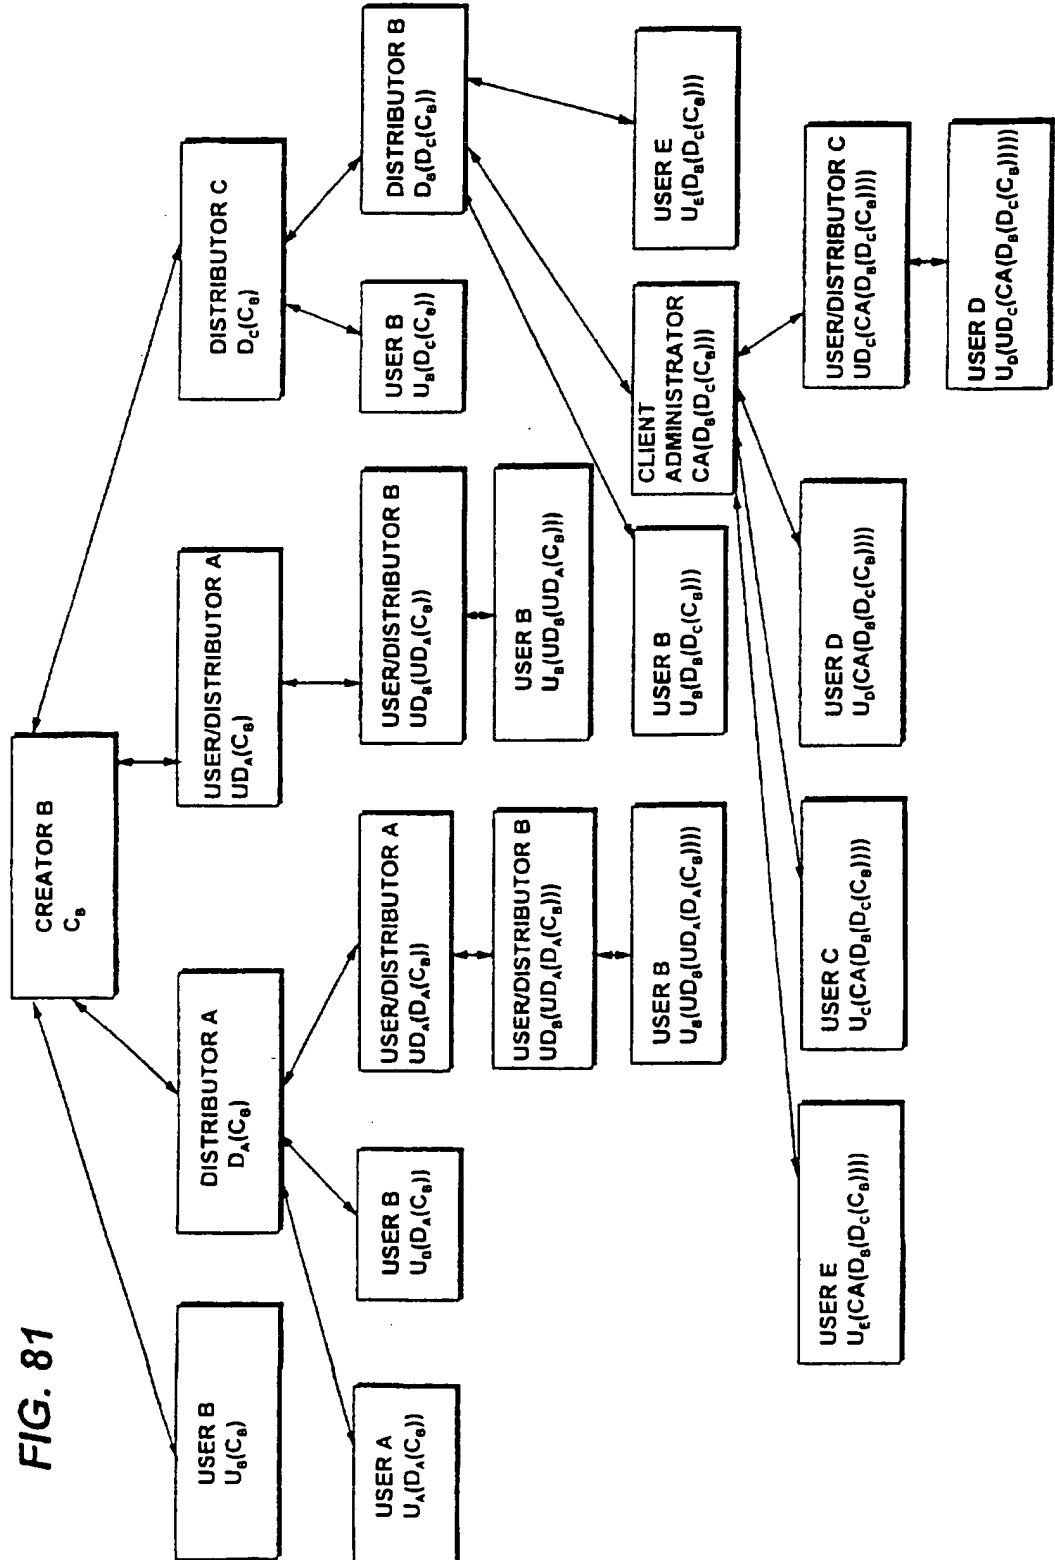 FIG. 81
CREATOR B
C_B
USER B
U_B(C_B)
DISTRIBUTOR A
D_A(C_B)
USER/DISTRIBUTOR A
UD_A(C_B)
DISTRIBUTOR C
D_C(C_B)
USER A
U_A(D_A(C_B))
USER B
U_B(D_A(C_B))
USER/DISTRIBUTOR A
UD_A(D_A(C_B))
USER/DISTRIBUTOR B
UD_B(UD_A(C_B))
USER B
U_B(D_C(C_B))
DISTRIBUTOR B
D_B(D_C(C_B))
USER/DISTRIBUTOR B
UD_B(UD_A(D_A(C_B)))
USER B
U_B(UD_B(UD_A(C_B)))
USER B
U_B(UD_B(UD_A(D_A(C_B))))
USER B
U_B(D_B(D_C(C_B)))
CLIENT
ADMINISTRATOR
CA(D_B(D_C(C_B)))
USER E
U_E(D_B(D_C(C_B)))
USER E
U_E(CA(D_B(D_C(C_B))))
USER C
U_C(CA(D_B(D_C(C_B))))
USER D
U_D(CA(D_B(D_C(C_B))))
USER/DISTRIBUTOR C
UD_C(CA(D_B(D_C(C_B))))
USER D
U_D(UD_C(CA(D_B(D_C(C_B)))))